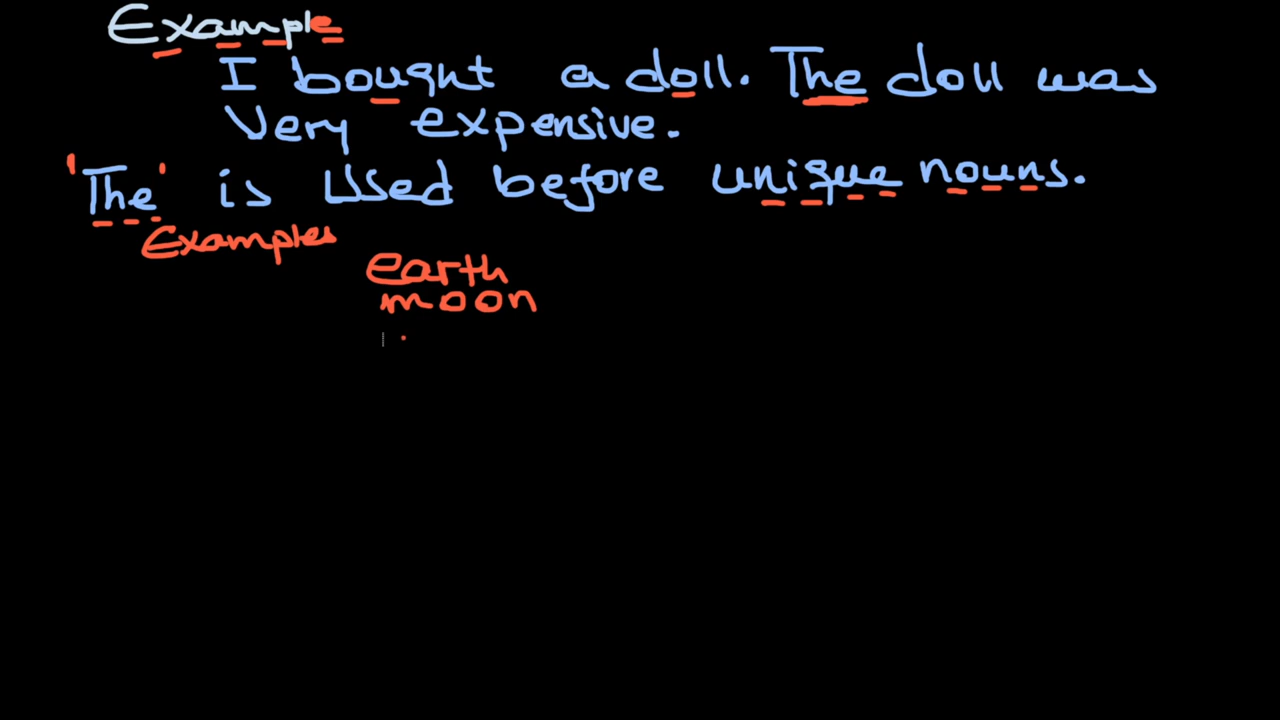 Example
I bought a doll. The doll was
Very expensive.
'The' is Used before unique nouns.
Examples
earth
moon